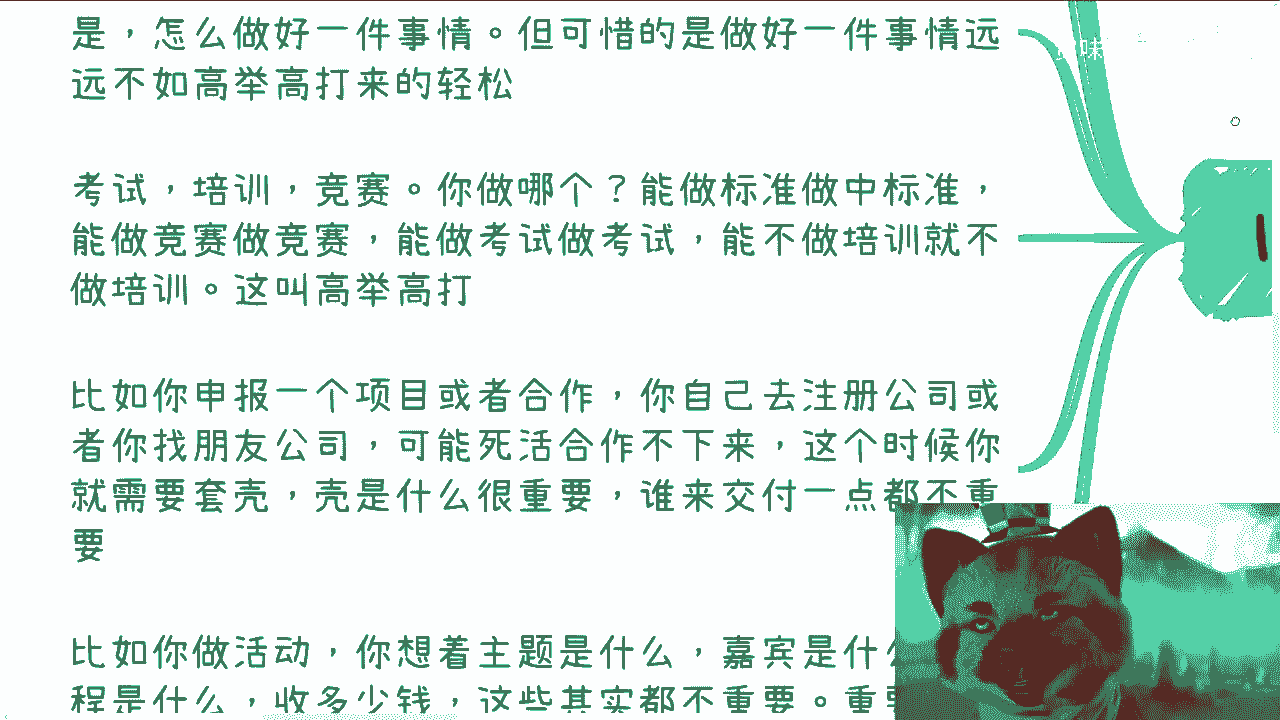 是，怎么做好一件事情。但可惜的是做好一件事情远
远不如高举高打来的轻松
考试，培训，竞赛。你做哪个？能做标准做中标准，
能做竞赛做竞赛，能做考试做考试，能不做培训就不
做培训。这叫高举高打
比如你申报一个项目或者合作，你自己去注册公司或
者你找朋友公司，可能死活合作不下来，这个时候你
就需要套壳，壳是什么很重要，谁来交付一点都不重
要
比如你做活动，你想着主题是什么，嘉宾是什么
程是什么，收多少钱，这些其实都不重要。重要
味